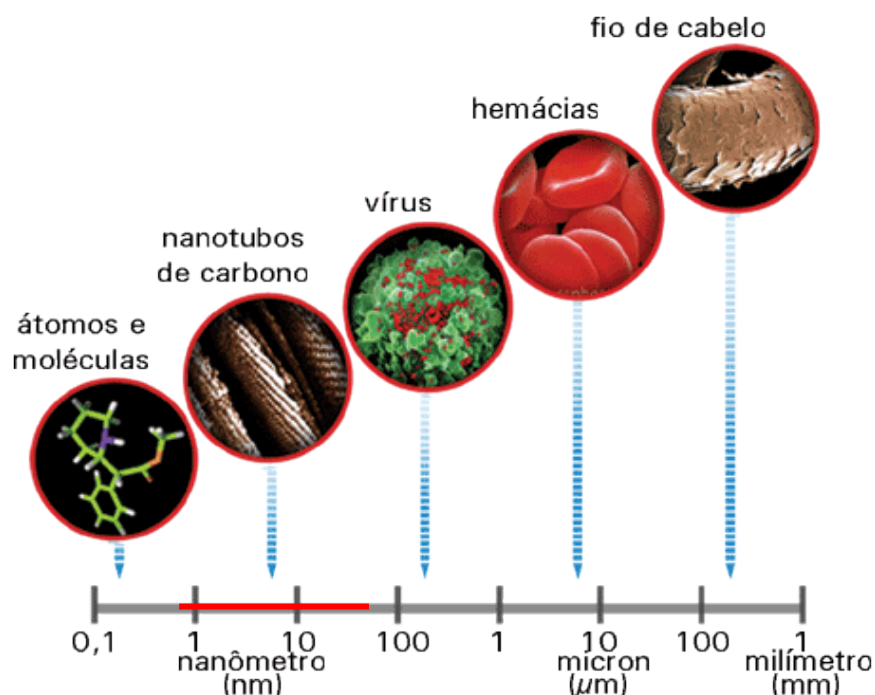 fio de cabelo
hemácias
vírus
nanotubos
de carbono
átomos e
moléculas
0,1 1 10 100 1 10 100 1
nanômetro micron milímetro
(nm) (μm) (mm)